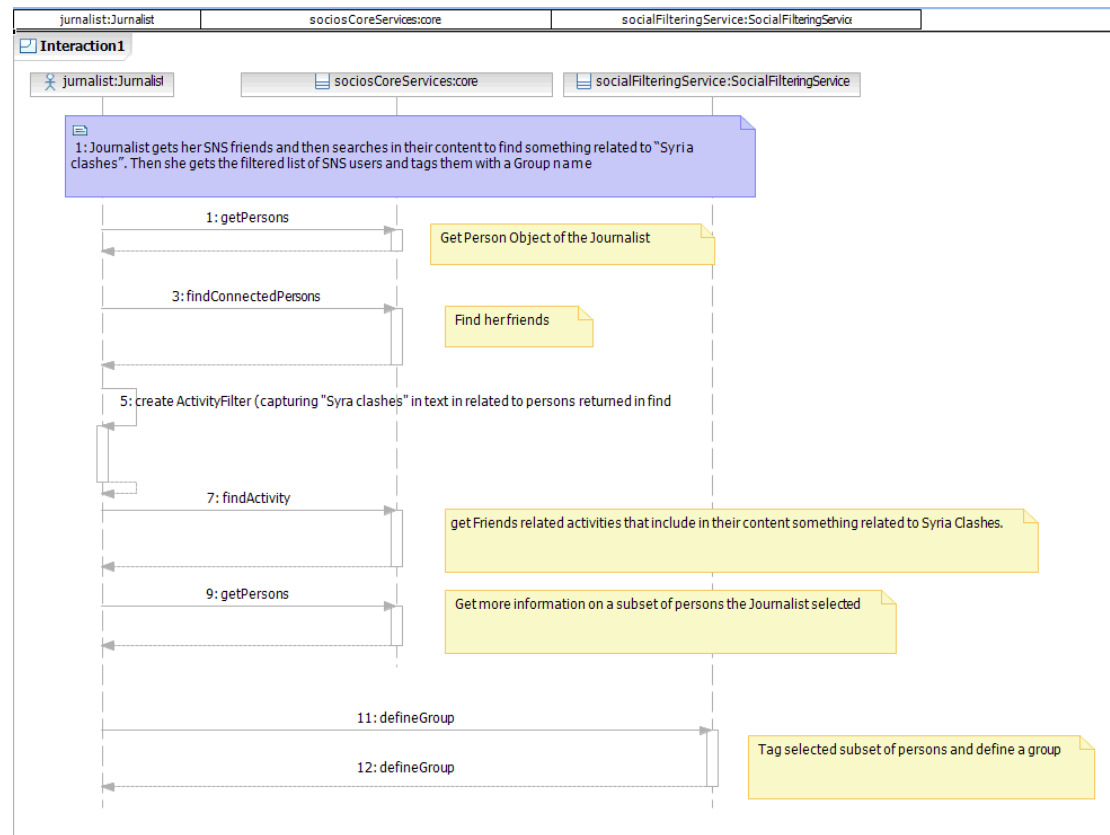 jurnalist:Jurnalist
sociosCoreServices:core
socialFilteringService:SocialFilteringService
Interaction1
jurnalist:Jurnalist
sociosCoreServices:core
socialFilteringService:SocialFilteringService
1: Journalist gets her SNS friends and then searches in their content to find something related to “Syria
clashes”. Then she gets the filtered list of SNS users and tags them with a Group name
1: getPersons
Get Person Object of the Journalist
3: findConnectedPersons
Find her friends
5: create ActivityFilter (capturing "Syra clashes" in text in related to persons returned in find
7: findActivity
get Friends related activities that include in their content something related to Syria Clashes.
9: getPersons
Get more information on a subset of persons the Journalist selected
11: defineGroup
Tag selected subset of persons and define a group
12: defineGroup